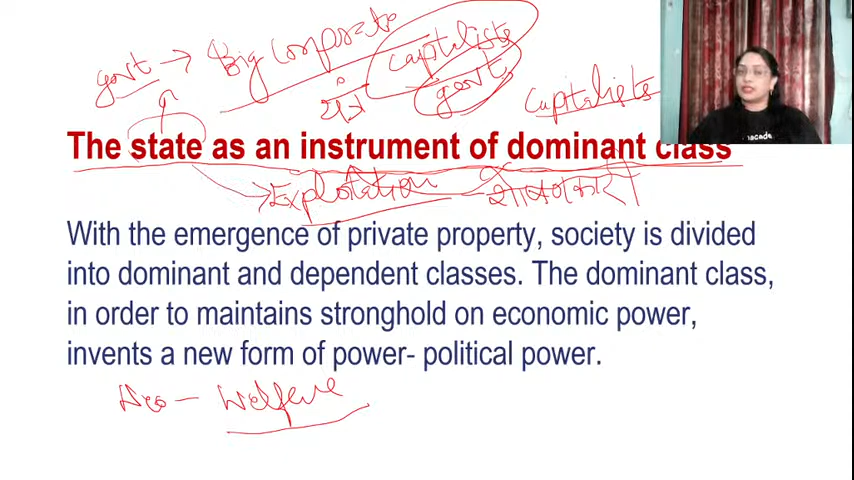 govt → Big Corporate
capitalists
यंत्र govt
Capitalists
The state as an instrument of dominant class
→ Explotation - शोषणकारी
With the emergence of private property, society is divided
into dominant and dependent classes. The dominant class,
in order to maintains stronghold on economic power,
invents a new form of power- political power.
Neo - Welfare